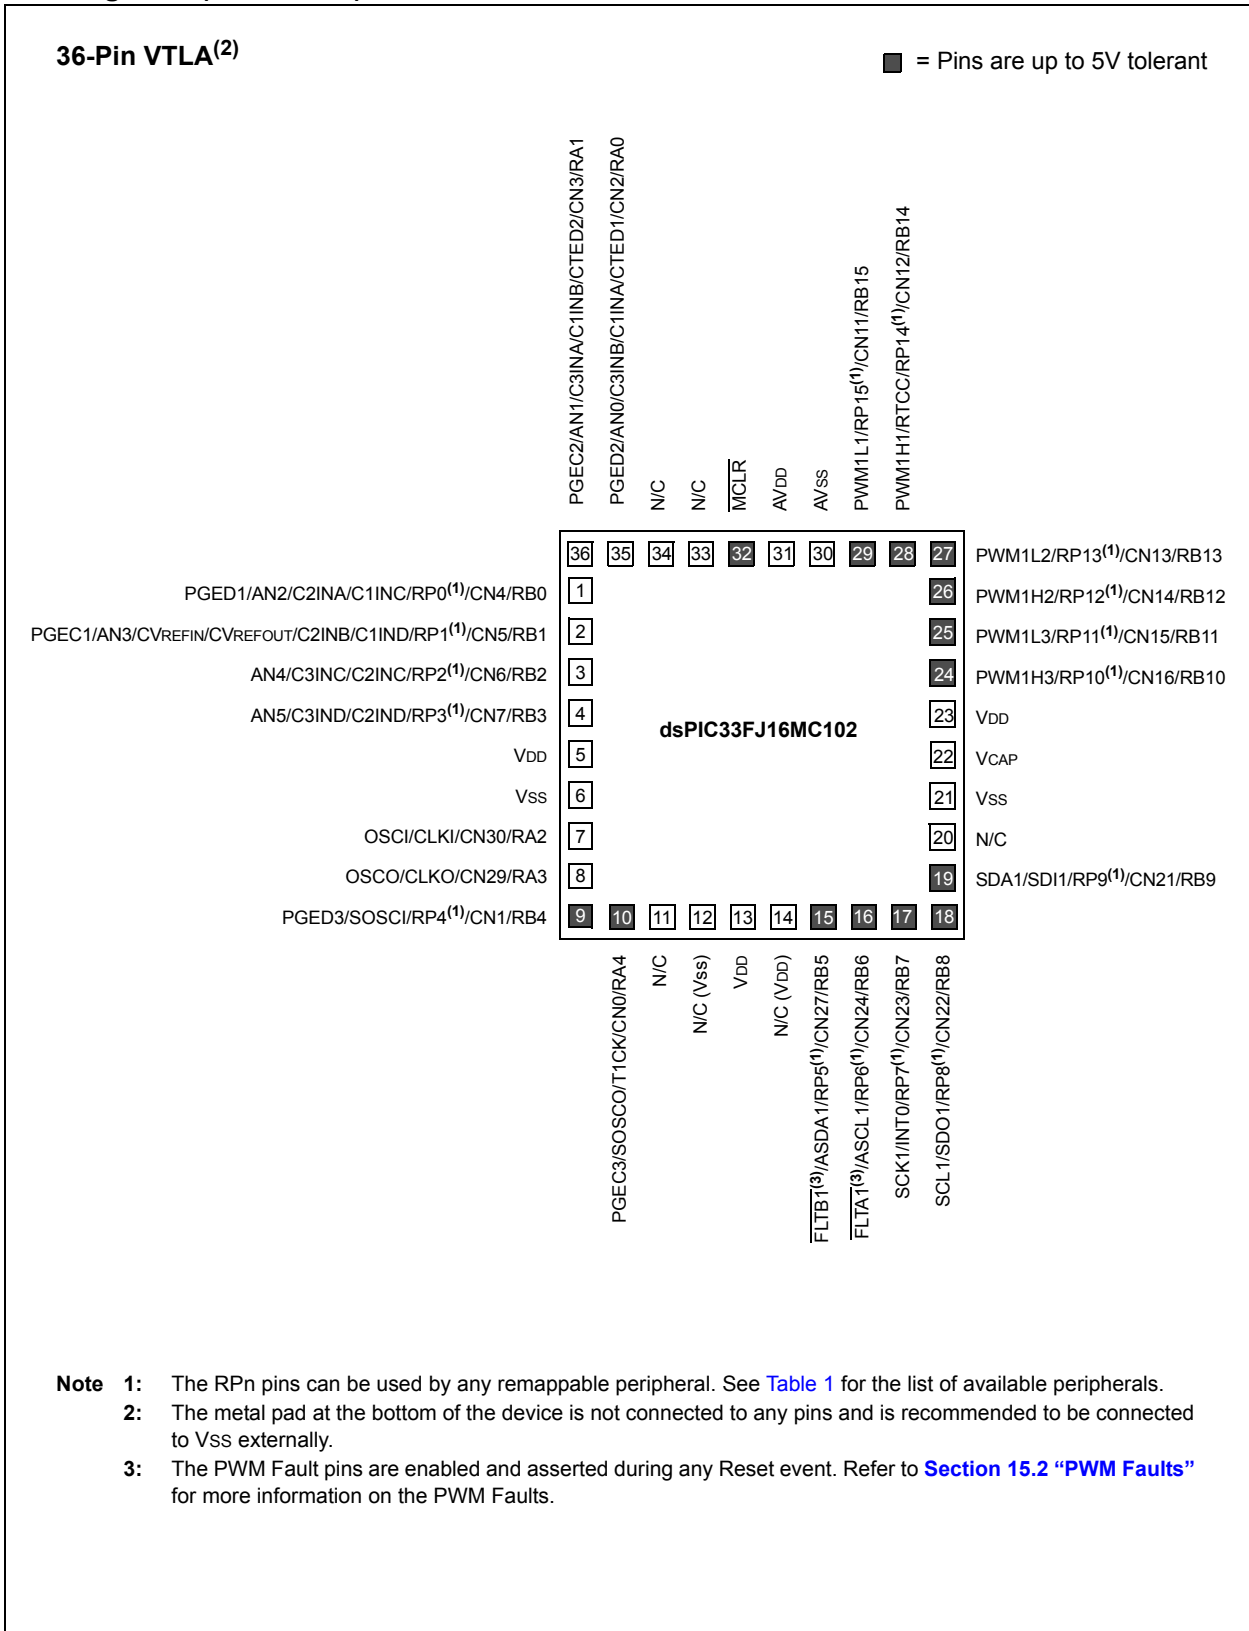 36-Pin VTLA(2)
= Pins are up to 5V tolerant
PGEC2/AN1/C3INA/C1INB/CTED2/CN3/RA1
PGED2/AN0/C3INB/C1INA/CTED1/CN2/RA0
N/C
N/C
MCLR
AVDD
AVSS
PWM1L1/RP15(1)/CN11/RB15
PWM1H1/RTCC/RP14(1)/CN12/RB14
36 35 34 33 32 31 30 29 28 27 PWM1L2/RP13(1)/CN13/RB13
PGED1/AN2/C2INA/C1INC/RP0(1)/CN4/RB0 1
26 PWM1H2/RP12(1)/CN14/RB12
PGEC1/AN3/CVREFIN/CVREFOUT/C2INB/C1IND/RP1(1)/CN5/RB1 2
25 PWM1L3/RP11(1)/CN15/RB11
AN4/C3INC/C2INC/RP2(1)/CN6/RB2 3
24 PWM1H3/RP10(1)/CN16/RB10
AN5/C3IND/C2IND/RP3(1)/CN7/RB3 4
23 VDD
dsPIC33FJ16MC102
VDD 5
22 VCAP
VSS 6
21 VSS
OSCI/CLKI/CN30/RA2 7
20 N/C
OSCO/CLKO/CN29/RA3 8
19 SDA1/SDI1/RP9(1)/CN21/RB9
PGED3/SOSCI/RP4(1)/CN1/RB4 9 10 11 12 13 14 15 16 17 18
PGEC3/SOSCO/T1CK/CN0/RA4
N/C
N/C (Vss)
VDD
N/C (VDD)
FLTB1(3)/ASDA1/RP5(1)/CN27/RB5
FLTA1(3)/ASCL1/RP6(1)/CN24/RB6
SCK1/INT0/RP7(1)/CN23/RB7
SCL1/SDO1/RP8(1)/CN22/RB8
Note 1: The RPn pins can be used by any remappable peripheral. See Table 1 for the list of available peripherals.
2: The metal pad at the bottom of the device is not connected to any pins and is recommended to be connected
to VSS externally.
3: The PWM Fault pins are enabled and asserted during any Reset event. Refer to Section 15.2 “PWM Faults”
for more information on the PWM Faults.